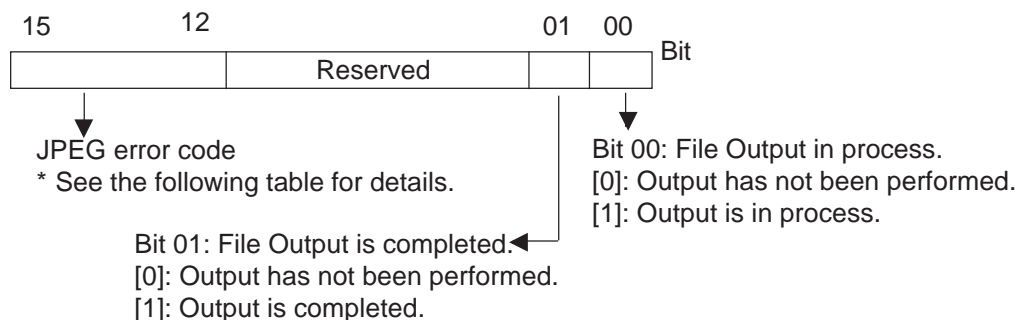 15 12 01 00
Bit
Reserved
JPEG error code
* See the following table for details.
Bit 00: File Output in process.
[0]: Output has not been performed.
[1]: Output is in process.
Bit 01: File Output is completed.
[0]: Output has not been performed.
[1]: Output is completed.